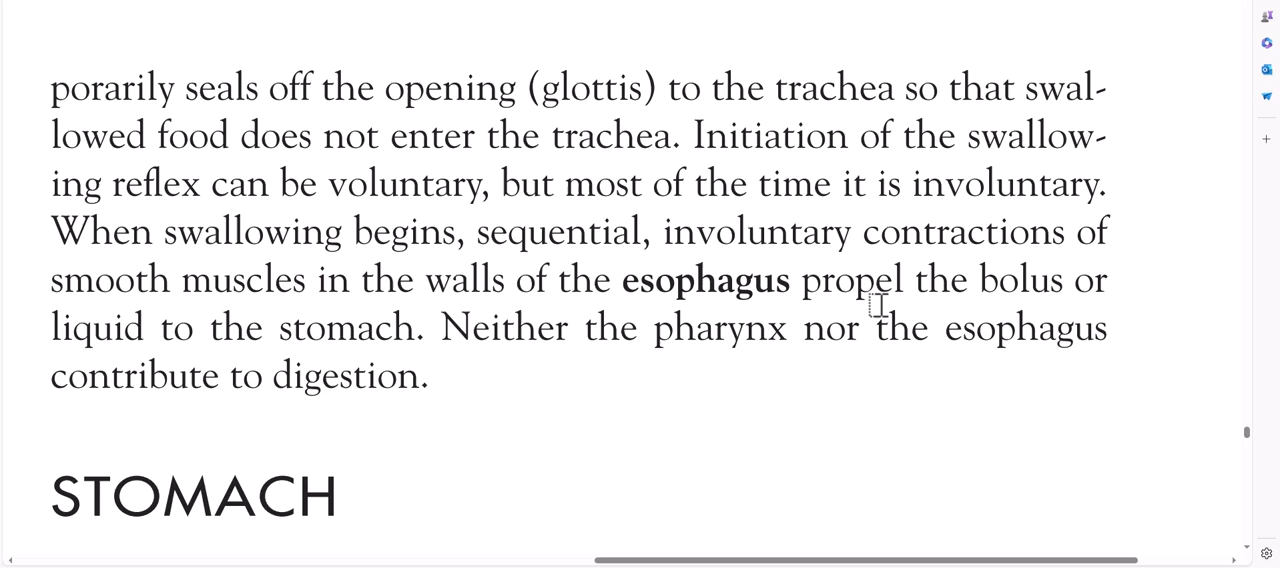 porarily seals off the opening (glottis) to the trachea so that swal-
lowed food does not enter the trachea. Initiation of the swallow-
ing reflex can be voluntary, but most of the time it is involuntary.
When swallowing begins, sequential, involuntary contractions of
smooth muscles in the walls of the esophagus propel the bolus or
liquid to the stomach. Neither the pharynx nor the esophagus
contribute to digestion.
STOMACH